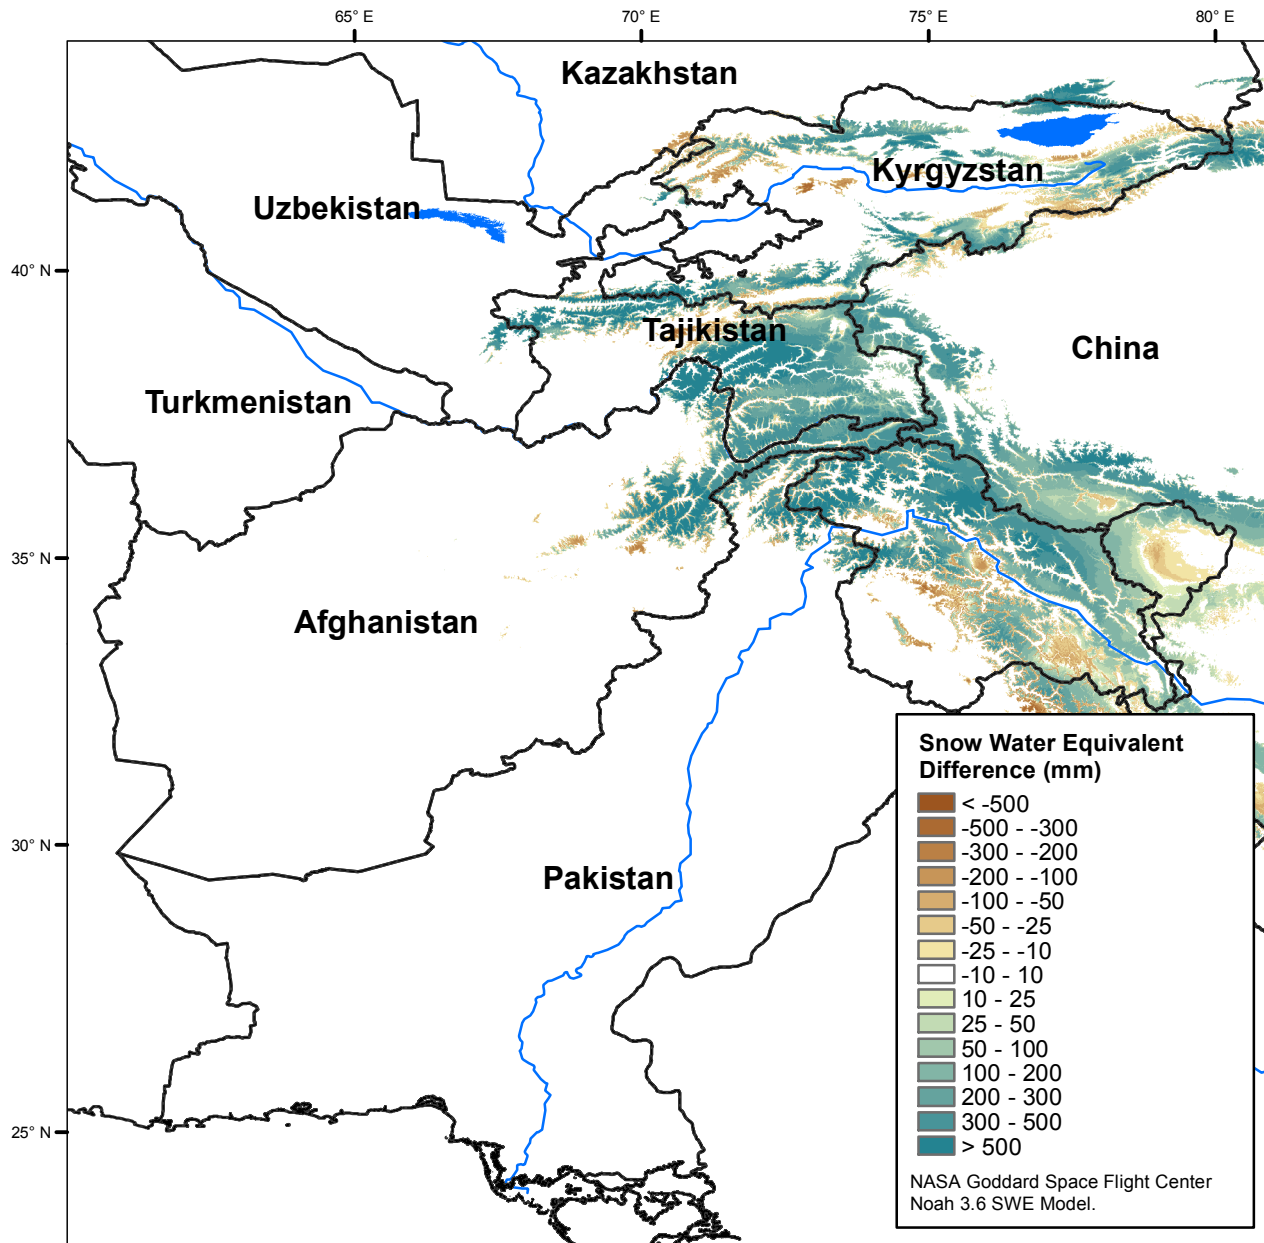 65° E
70° E
75° E
80° E
Kazakhstan
Kyrgyzstan
Uzbekistan
40° N
Tajikistan
China
Turkmenistan
35° N
Afghanistan
Snow Water Equivalent
Difference (mm)
< -500
-500 - -300
-300 - -200
-200 - -100
-100 - -50
-50 - -25
-25 - -10
-10 - 10
10 - 25
25 - 50
50 - 100
100 - 200
200 - 300
300 - 500
> 500
NASA Goddard Space Flight Center
Noah 3.6 SWE Model.
30° N
Pakistan
25° N